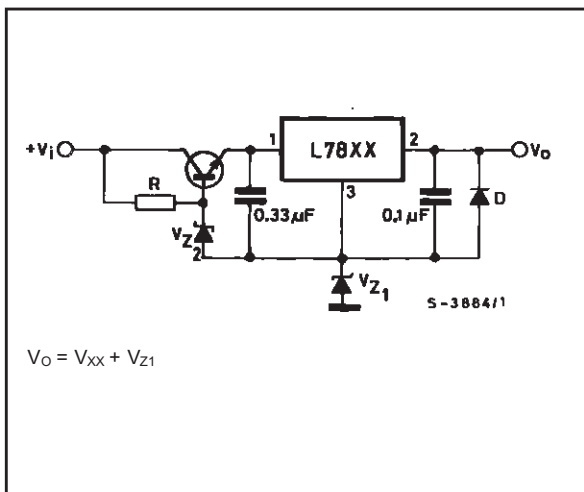 +Vi
1
L78XX
2
Vo
R
3
0.33µF
0.1µF
D
VZ2
VZ1
S-3884/1
VO = VXX + VZ1